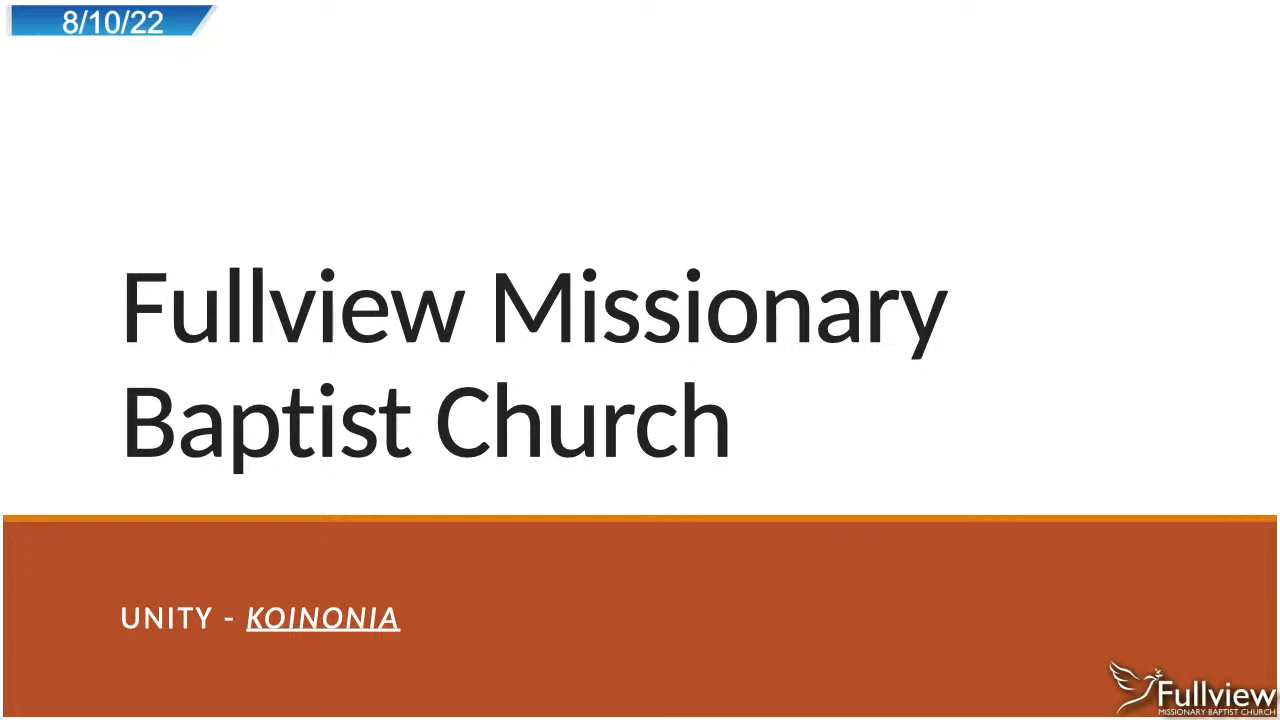 8/10/22
Fullview Missionary
Baptist Church
UNITY - KOINONIA
Fullview
MISSIONARY BAPTIST CHURCH